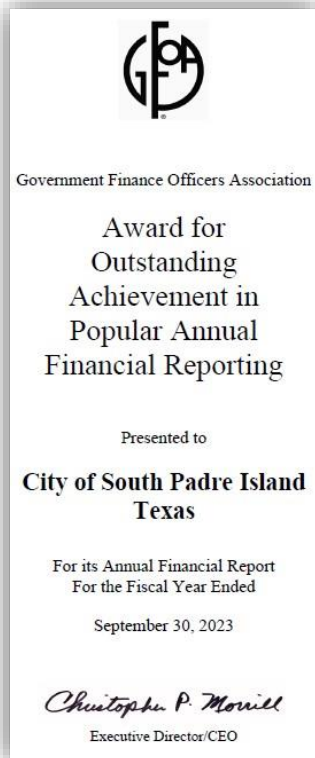 GFOA
Government Finance Officers Association
Award for
Outstanding
Achievement in
Popular Annual
Financial Reporting
Presented to
City of South Padre Island
Texas
For its Annual Financial Report
For the Fiscal Year Ended
September 30, 2023
Christopher P. Morrill
Executive Director/CEO